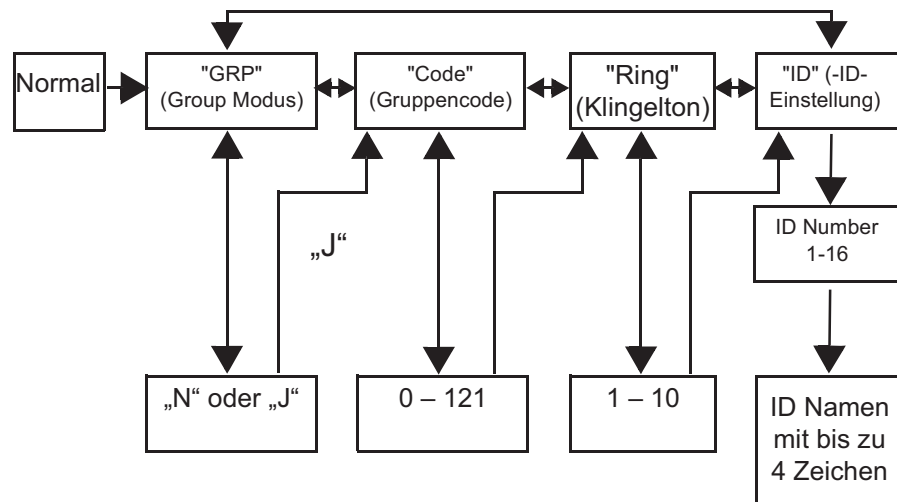 Normal
"GRP"
(Group Modus)
"Code"
(Gruppencode)
"Ring"
(Klingelton)
"ID" (-ID-
Einstellung)
ID Number
1-16
„J“
„N“ oder „J“
0 – 121
1 – 10
ID Namen
mit bis zu
4 Zeichen